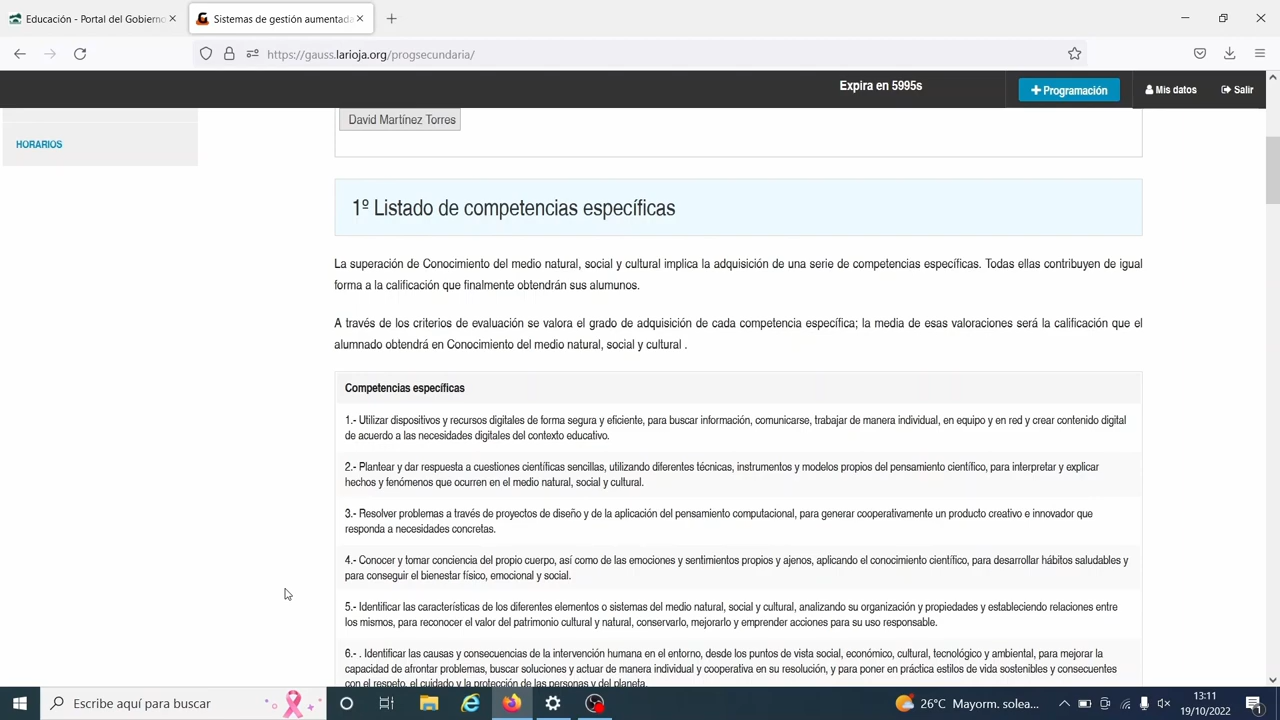 Educación - Portal del Gobierno
Sistemas de gestión aumentada
https://gauss.larioja.org/progsecundaria/
Expira en 5995s
Programación
Mis datos
Salir
David Martínez Torres
HORARIOS
1º Listado de competencias específicas
La superación de Conocimiento del medio natural, social y cultural implica la adquisición de una serie de competencias específicas. Todas ellas contribuyen de igual
forma a la calificación que finalmente obtendrán sus alumunos.
A través de los criterios de evaluación se valora el grado de adquisición de cada competencia específica; la media de esas valoraciones será la calificación que el
alumnado obtendrá en Conocimiento del medio natural, social y cultural .
Competencias específicas
1.- Utilizar dispositivos y recursos digitales de forma segura y eficiente, para buscar información, comunicarse, trabajar de manera individual, en equipo y en red y crear contenido digital
de acuerdo a las necesidades digitales del contexto educativo.
2.- Plantear y dar respuesta a cuestiones científicas sencillas, utilizando diferentes técnicas, instrumentos y modelos propios del pensamiento científico, para interpretar y explicar
hechos y fenómenos que ocurren en el medio natural, social y cultural.
3.- Resolver problemas a través de proyectos de diseño y de la aplicación del pensamiento computacional, para generar cooperativamente un producto creativo e innovador que
responda a necesidades concretas.
4.- Conocer y tomar conciencia del propio cuerpo, así como de las emociones y sentimientos propios y ajenos, aplicando el conocimiento científico, para desarrollar hábitos saludables y
para conseguir el bienestar físico, emocional y social.
5.- Identificar las características de los diferentes elementos o sistemas del medio natural, social y cultural, analizando su organización y propiedades y estableciendo relaciones entre
los mismos, para reconocer el valor del patrimonio cultural y natural, conservarlo, mejorarlo y emprender acciones para su uso responsable.
6.- . Identificar las causas y consecuencias de la intervención humana en el entorno, desde los puntos de vista social, económico, cultural, tecnológico y ambiental, para mejorar la
capacidad de afrontar problemas, buscar soluciones y actuar de manera individual y cooperativa en su resolución, y para poner en práctica estilos de vida sostenibles y consecuentes
con el respeto, el cuidado y la protección de las personas y del planeta.
Escribe aquí para buscar
26°C Mayorm. solea...
13:11
19/10/2022
1